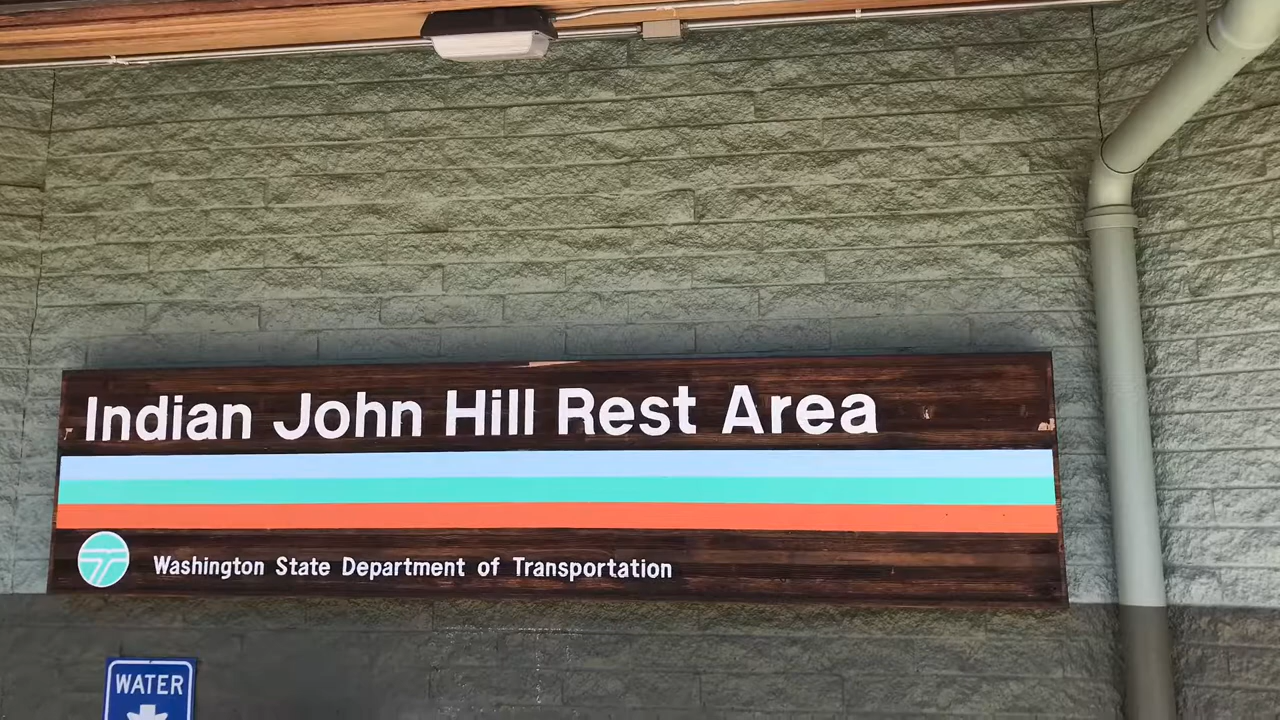 Indian John Hill Rest Area
Washington State Department of Transportation
WATER